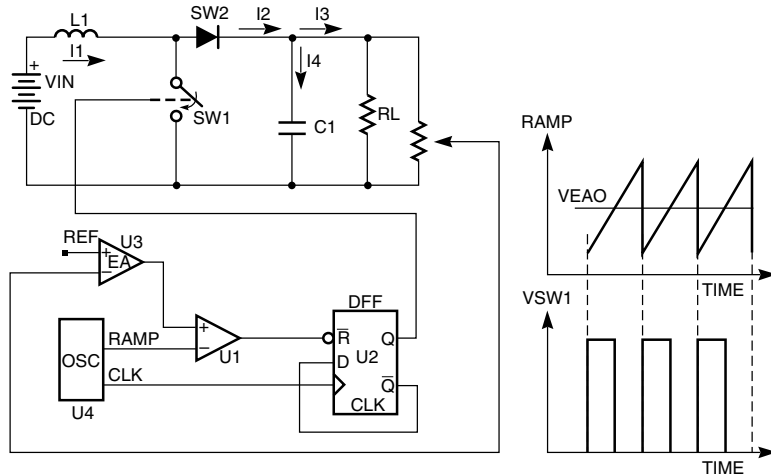 L1
SW2
I2
I3
I1
I4
+
VIN
DC
SW1
C1
RL
RAMP
VEAO
TIME
REF
U3
+
EA
−
DFF
+
−
U1
R̅
Q
D
U2
Q̅
CLK
OSC
RAMP
CLK
U4
VSW1
TIME